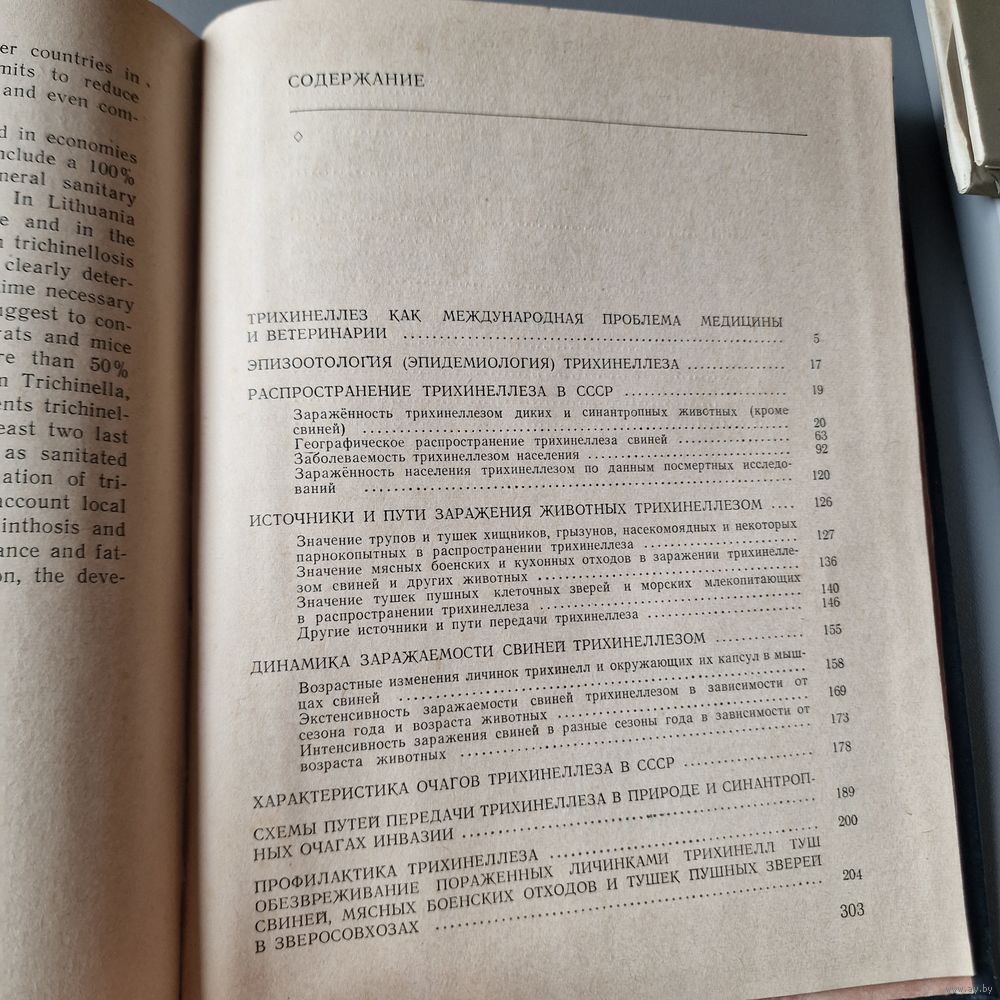 er countries in
mits to reduce
and even com-
d in economies
nclude a 100%
neral sanitary
In Lithuania
e and in the
trichinellosis
clearly deter-
ime necessary
uggest to con-
rats and mice
re than 50%
n Trichinella,
ents trichinel-
east two last
as sanitated
ation of tri-
account local
inthosis and
ance and fat-
on, the deve-
СОДЕРЖАНИЕ
ТРИХИНЕЛЛЕЗ КАК МЕЖДУНАРОДНАЯ ПРОБЛЕМА МЕДИЦИНЫ
И ВЕТЕРИНАРИИ 5
ЭПИЗООТОЛОГИЯ (ЭПИДЕМИОЛОГИЯ) ТРИХИНЕЛЛЕЗА 17
РАСПРОСТРАНЕНИЕ ТРИХИНЕЛЛЕЗА В СССР 19
Заражённость трихинеллезом диких и синантропных животных (кроме
свиней) 20
Географическое распространение трихинеллеза свиней 63
Заболеваемость трихинеллезом населения 92
Заражённость населения трихинеллезом по данным посмертных исследо-
ваний 120
ИСТОЧНИКИ И ПУТИ ЗАРАЖЕНИЯ ЖИВОТНЫХ ТРИХИНЕЛЛЕЗОМ 126
Значение трупов и тушек хищников, грызунов, насекомоядных и некоторых
парнокопытных в распространении трихинеллеза 127
Значение мясных боенских и кухонных отходов в заражении трихинелле-
зом свиней и других животных 136
Значение тушек пушных клеточных зверей и морских млекопитающих
в распространении трихинеллеза 140
Другие источники и пути передачи трихинеллеза 146
ДИНАМИКА ЗАРАЖАЕМОСТИ СВИНЕЙ ТРИХИНЕЛЛЕЗОМ 155
Возрастные изменения личинок трихинелл и окружающих их капсул в мыш-
цах свиней 158
Экстенсивность заражаемости свиней трихинеллезом в зависимости от
сезона года и возраста животных 169
Интенсивность заражения свиней в разные сезоны года в зависимости от
возраста животных 173
ХАРАКТЕРИСТИКА ОЧАГОВ ТРИХИНЕЛЛЕЗА В СССР 178
СХЕМЫ ПУТЕЙ ПЕРЕДАЧИ ТРИХИНЕЛЛЕЗА В ПРИРОДЕ И СИНАНТРОП-
НЫХ ОЧАГАХ ИНВАЗИИ 189
ПРОФИЛАКТИКА ТРИХИНЕЛЛЕЗА 200
ОБЕЗВРЕЖИВАНИЕ ПОРАЖЕННЫХ ЛИЧИНКАМИ ТРИХИНЕЛЛ ТУШ
СВИНЕЙ, МЯСНЫХ БОЕНСКИХ ОТХОДОВ И ТУШЕК ПУШНЫХ ЗВЕРЕЙ
В ЗВЕРОСОВХОЗАХ 204
303
www.ay.by